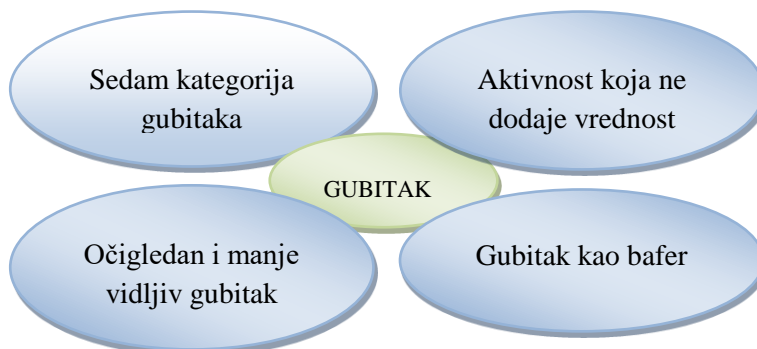 Sedam kategorija
gubitaka
Aktivnost koja ne
dodaje vrednost
GUBITAK
Očigledan i manje
vidljiv gubitak
Gubitak kao bafer